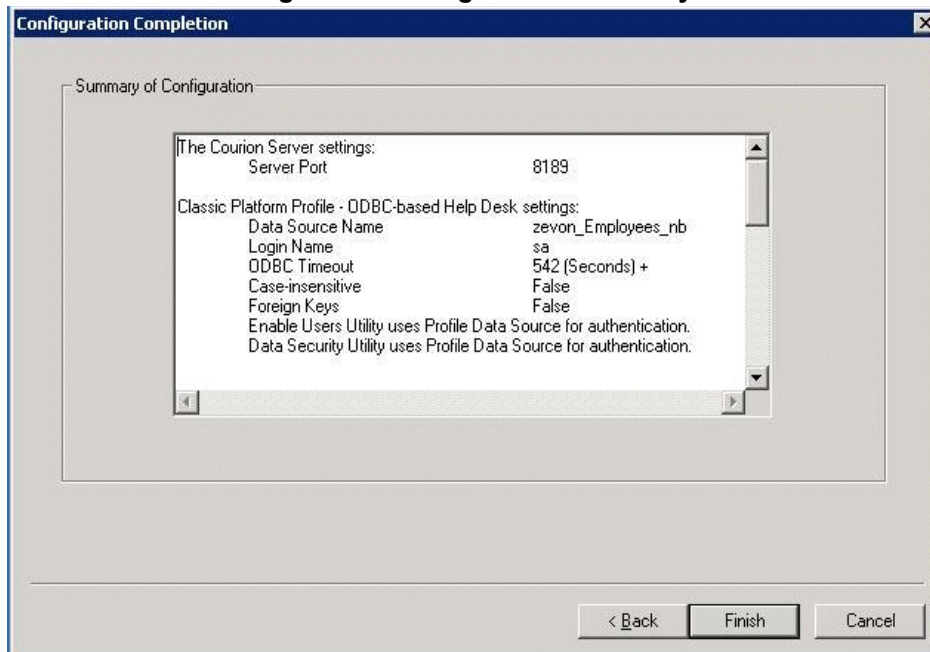 Configuration Completion
Summary of Configuration
The Courion Server settings:
Server Port 8189
Classic Platform Profile - ODBC-based Help Desk settings:
Data Source Name zevon_Employees_nb
Login Name sa
ODBC Timeout 542 (Seconds) +
Case-insensitive False
Foreign Keys False
Enable Users Utility uses Profile Data Source for authentication.
Data Security Utility uses Profile Data Source for authentication.
< Back Finish Cancel